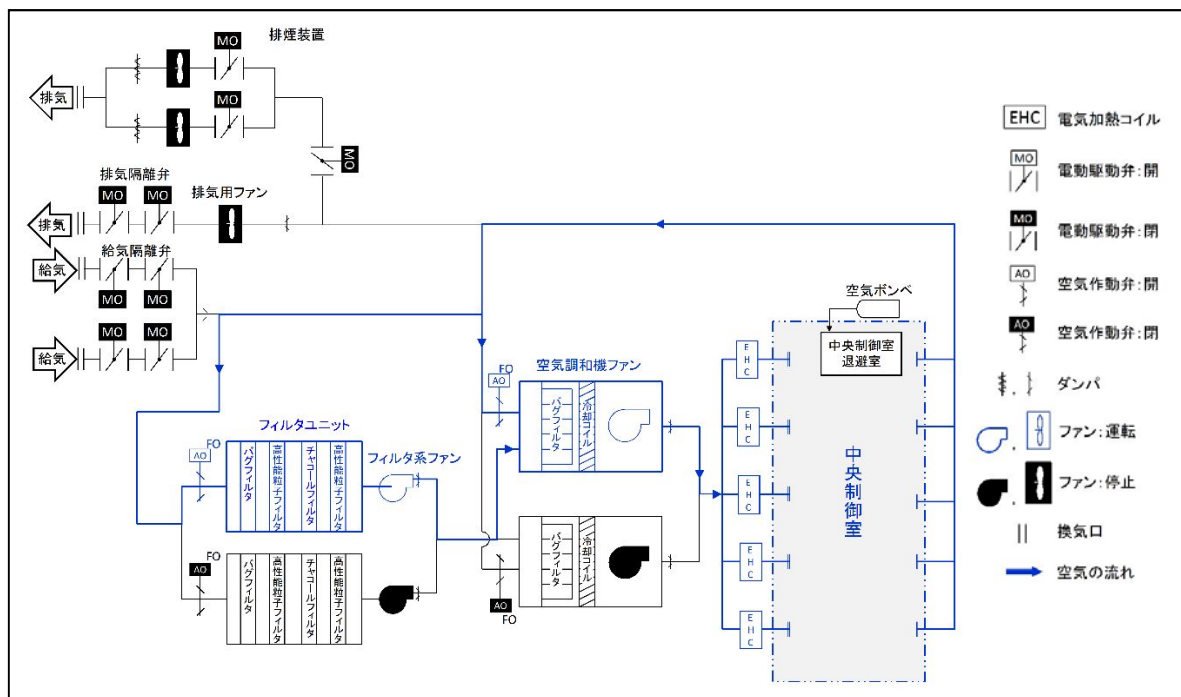 排煙装置
MO
MO
排気
MO
排気隔離弁
排気用ファン
MO
MO
排気
給気隔離弁
給気
MO
MO
MO
MO
給気
空気ボンベ
中央制御室
退避室
FO
AO
空気調和機ファン
バグフィルタ
冷却コイル
EHC
EHC
EHC
EHC
EHC
中央制御室
フィルタユニット
FO
AO
バグフィルタ
高性能粒子フィルタ
チャコールフィルタ
高性能粒子フィルタ
フィルタ系ファン
FO
AO
バグフィルタ
高性能粒子フィルタ
チャコールフィルタ
高性能粒子フィルタ
AO
FO
バグフィルタ
冷却コイル
EHC 電気加熱コイル
MO 電動駆動弁:開
MO 電動駆動弁:閉
AO 空気作動弁:開
AO 空気作動弁:閉
, ダンパ
, ファン:運転
, ファン:停止
換気口
空気の流れ